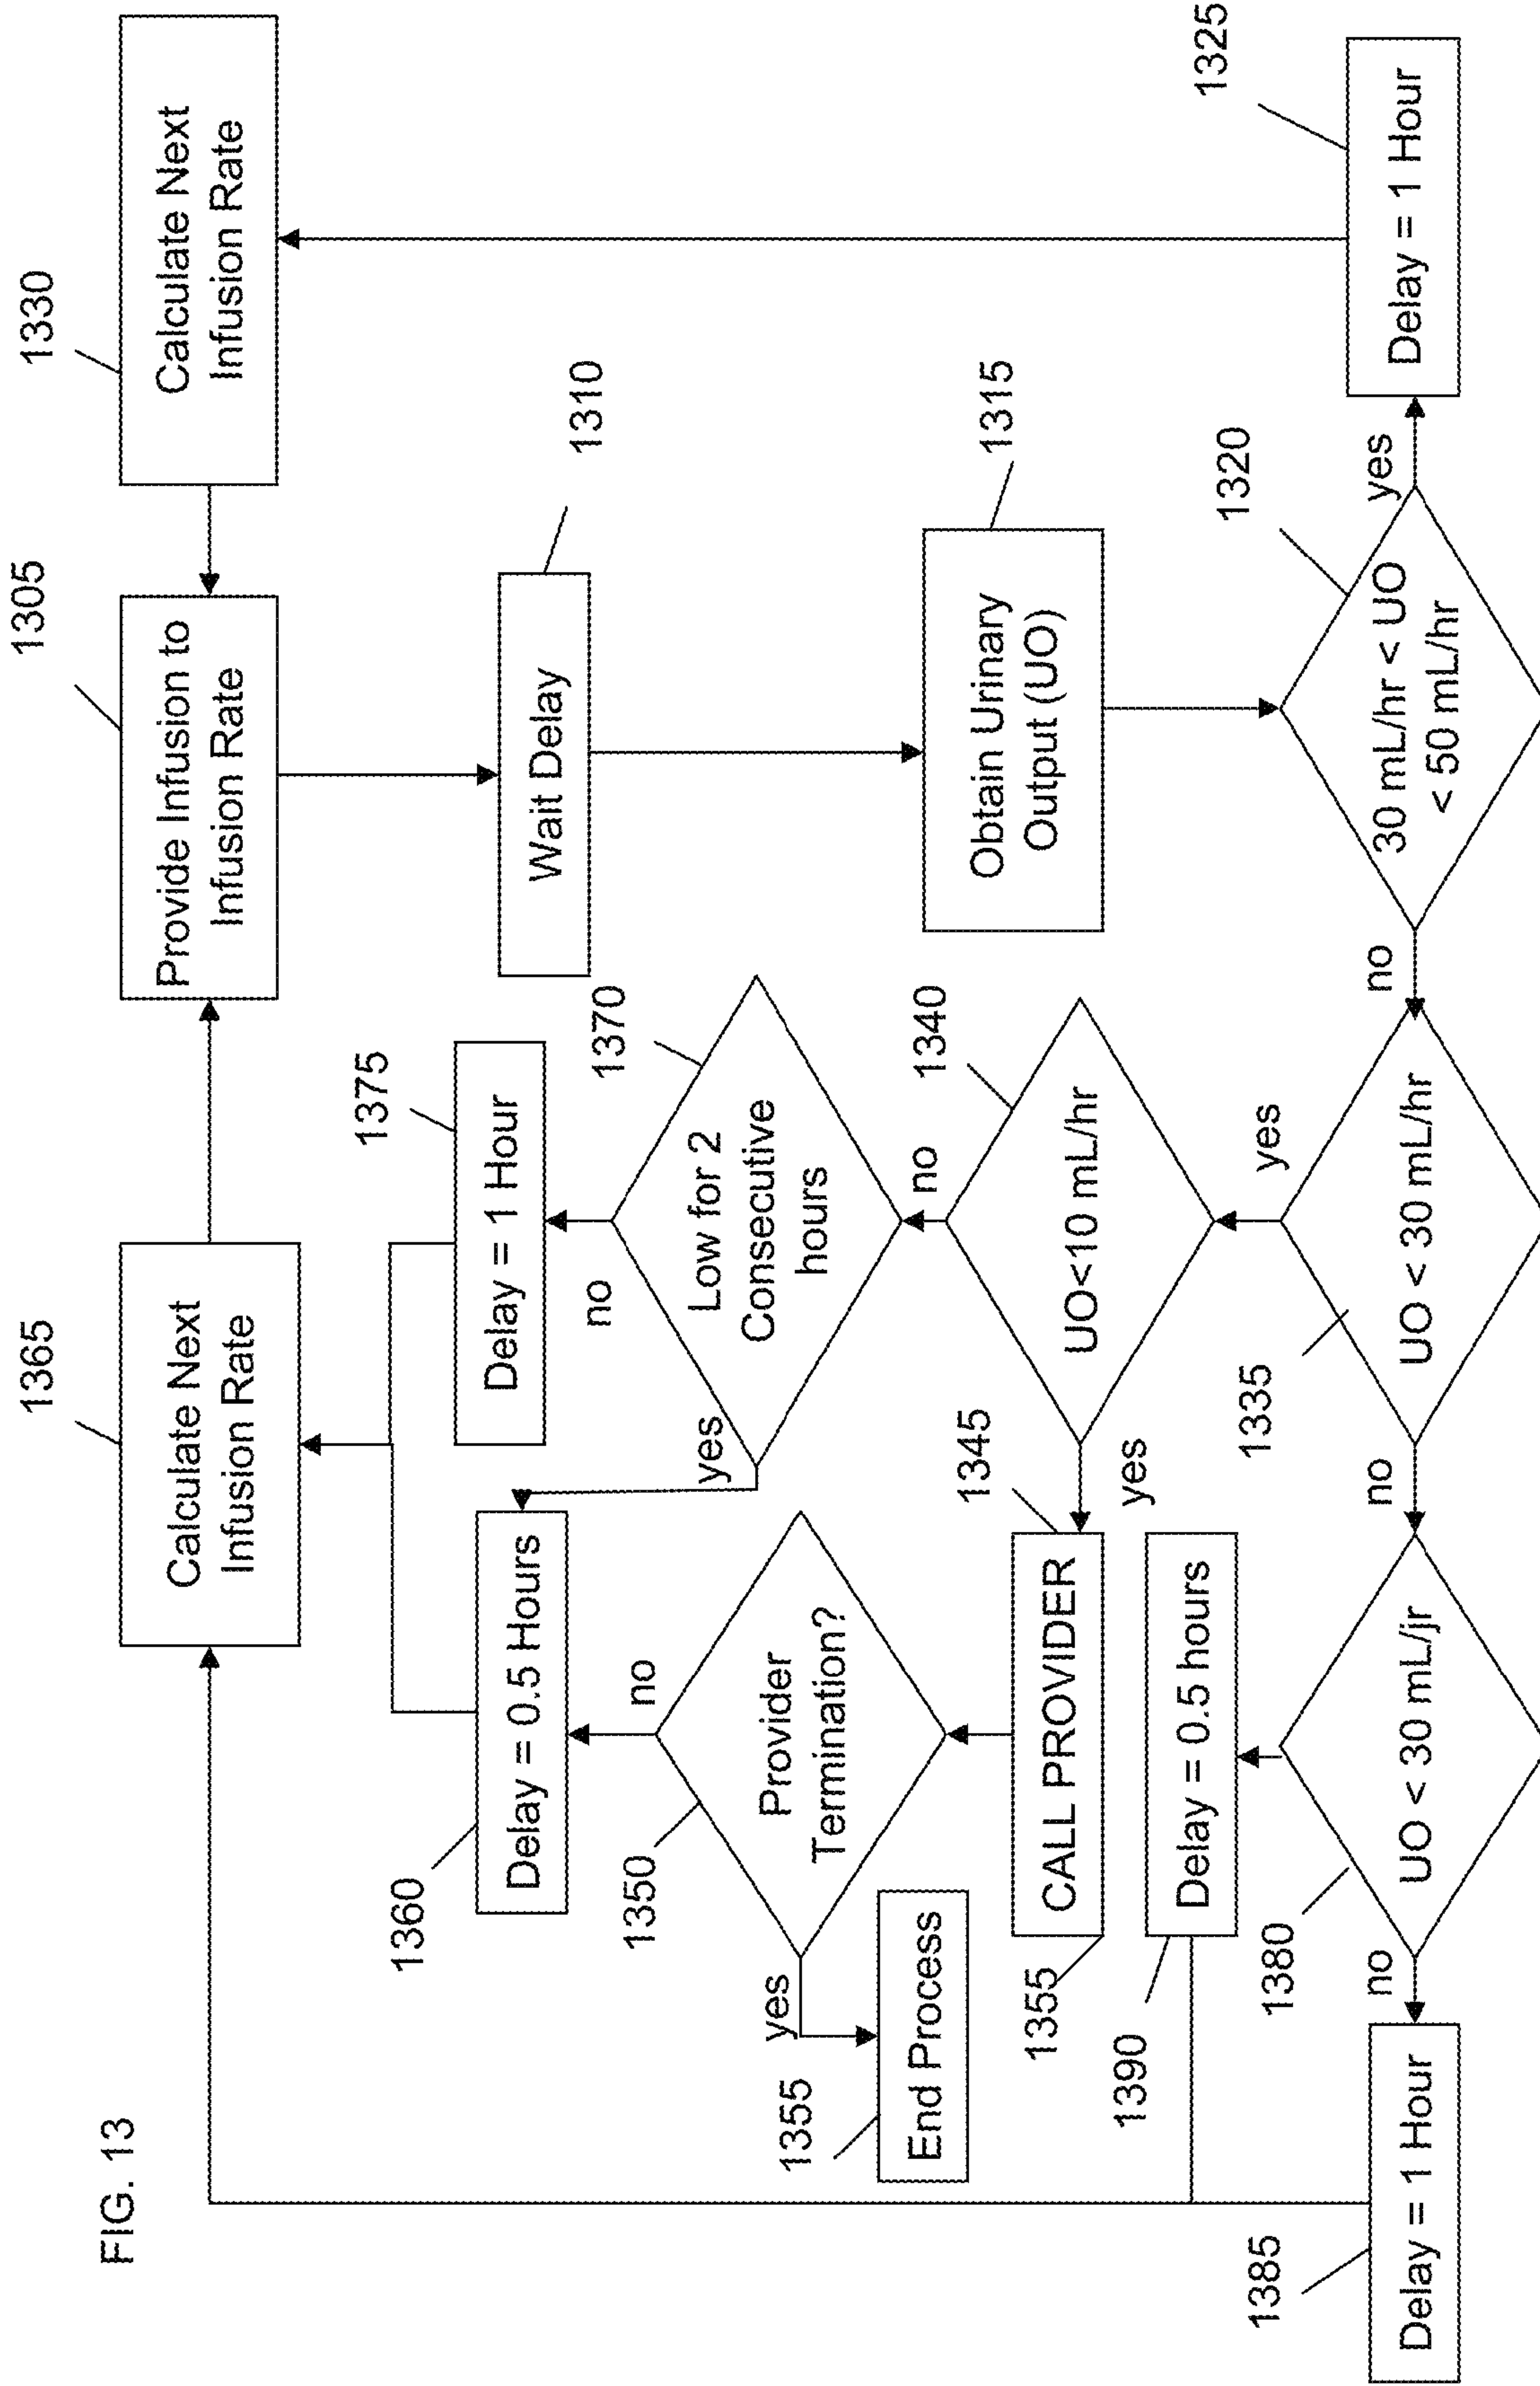 FIG. 13
1365
Calculate Next
Infusion Rate
1305
Provide Infusion to
Infusion Rate
1330
Calculate Next
Infusion Rate
1360
Delay = 0.5 Hours
1375
Delay = 1 Hour
1310
Wait Delay
no
no
1350
Provider
Termination?
yes
yes
1370
Low for 2
Consecutive
hours
1355
End Process
no
1345
CALL PROVIDER
1355
yes
1340
UO<10 mL/hr
1315
Obtain Urinary
Output (UO)
1390
Delay = 0.5 hours
yes
1385
Delay = 1 Hour
no
1380
UO < 30 mL/jr
no
1335
UO < 30 mL/hr
no
1320
30 mL/hr < UO
< 50 mL/hr
yes
1325
Delay = 1 Hour